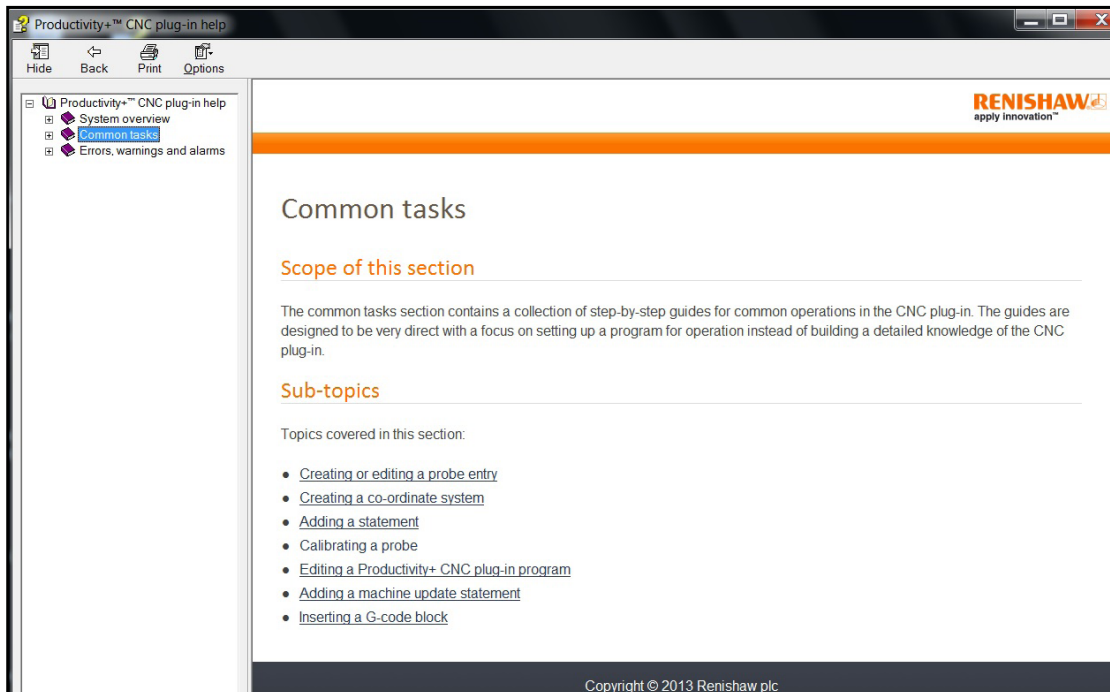 Productivity+™ CNC plug-in help
Hide Back Print Options
Productivity+™ CNC plug-in help
System overview
Common tasks
Errors, warnings and alarms
RENISHAW
apply innovation™
Common tasks
Scope of this section
The common tasks section contains a collection of step-by-step guides for common operations in the CNC plug-in. The guides are
designed to be very direct with a focus on setting up a program for operation instead of building a detailed knowledge of the CNC
plug-in.
Sub-topics
Topics covered in this section:
● Creating or editing a probe entry
● Creating a co-ordinate system
● Adding a statement
● Calibrating a probe
● Editing a Productivity+ CNC plug-in program
● Adding a machine update statement
● Inserting a G-code block
Copyright © 2013 Renishaw plc